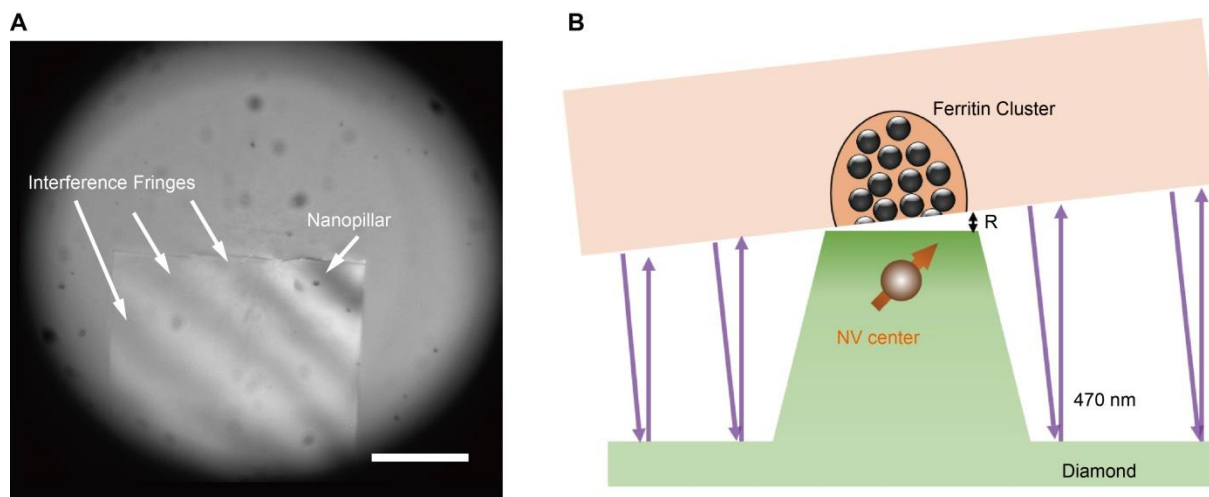 A
Interference Fringes
Nanopillar
B
Ferritin Cluster
R
NV center
470 nm
Diamond